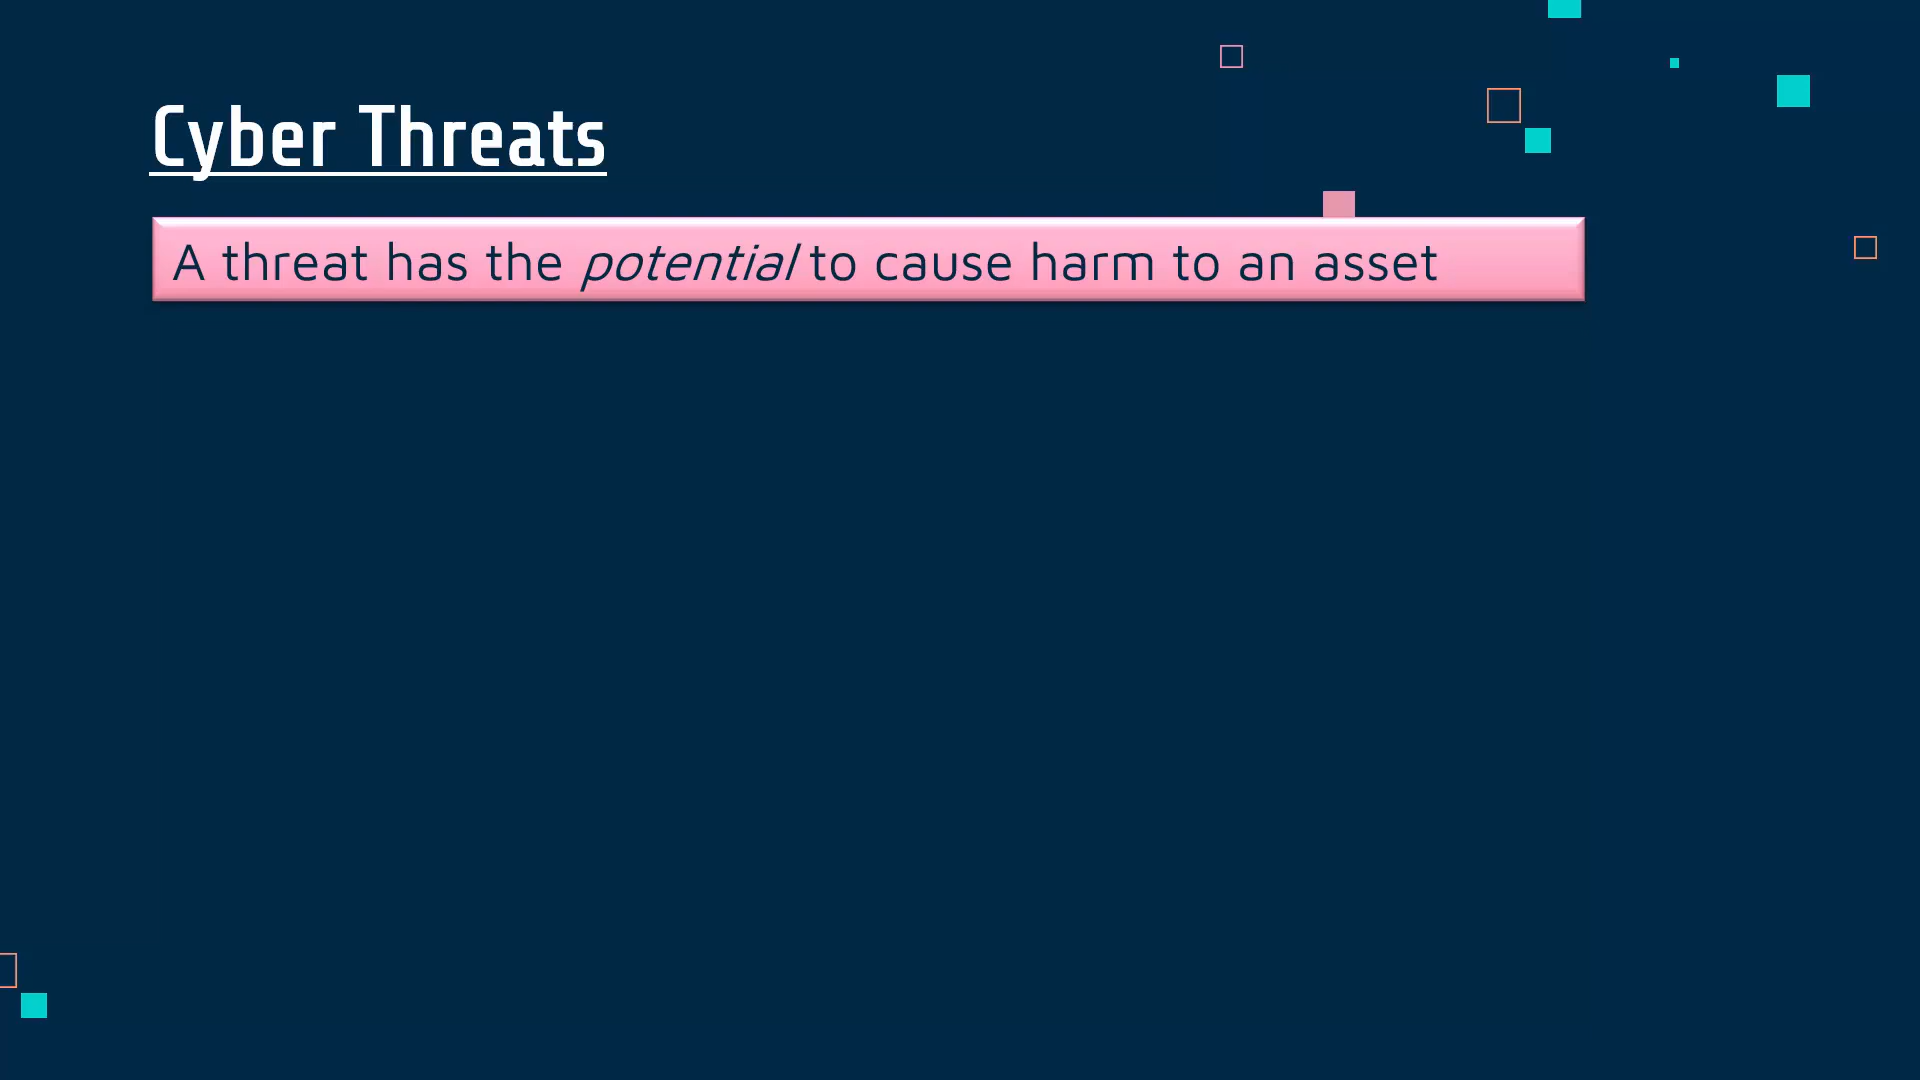 Cyber Threats
A threat has the potential to cause harm to an asset